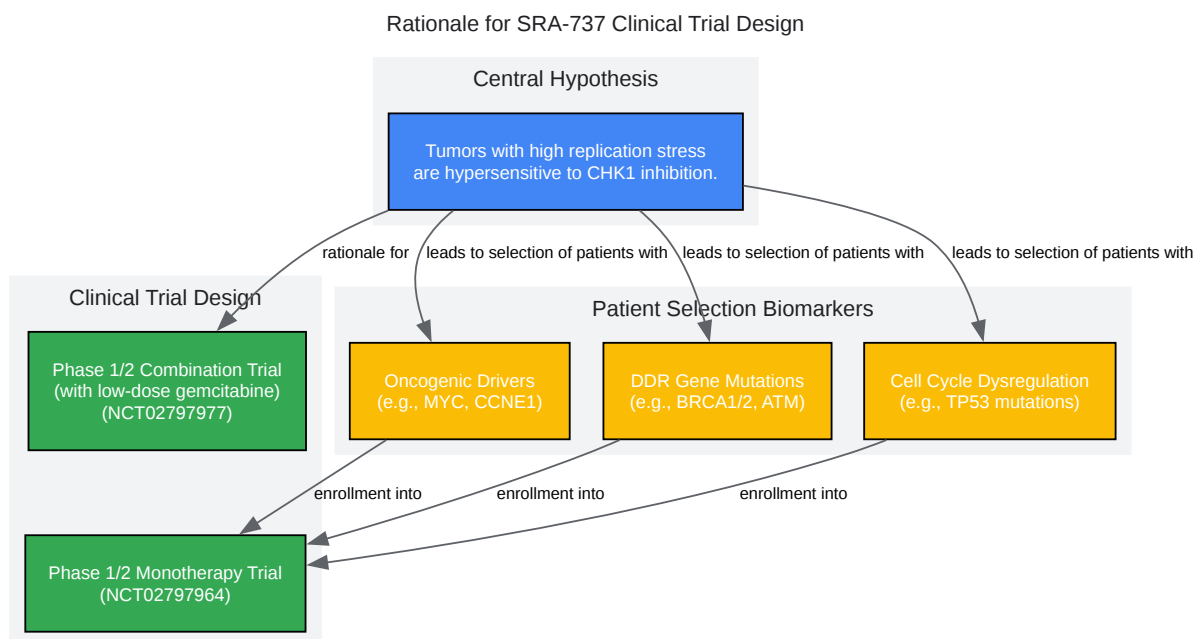 Rationale for SRA-737 Clinical Trial Design
Central Hypothesis
Tumors with high replication stress
are hypersensitive to CHK1 inhibition.
rationale for
leads to selection of patients with
leads to selection of patients with
leads to selection of patients with
Clinical Trial Design
Patient Selection Biomarkers
Phase 1/2 Combination Trial
(with low-dose gemcitabine)
(NCT02797977)
Oncogenic Drivers
(e.g., MYC, CCNE1)
DDR Gene Mutations
(e.g., BRCA1/2, ATM)
Cell Cycle Dysregulation
(e.g., TP53 mutations)
enrollment into
enrollment into
enrollment into
Phase 1/2 Monotherapy Trial
(NCT02797964)